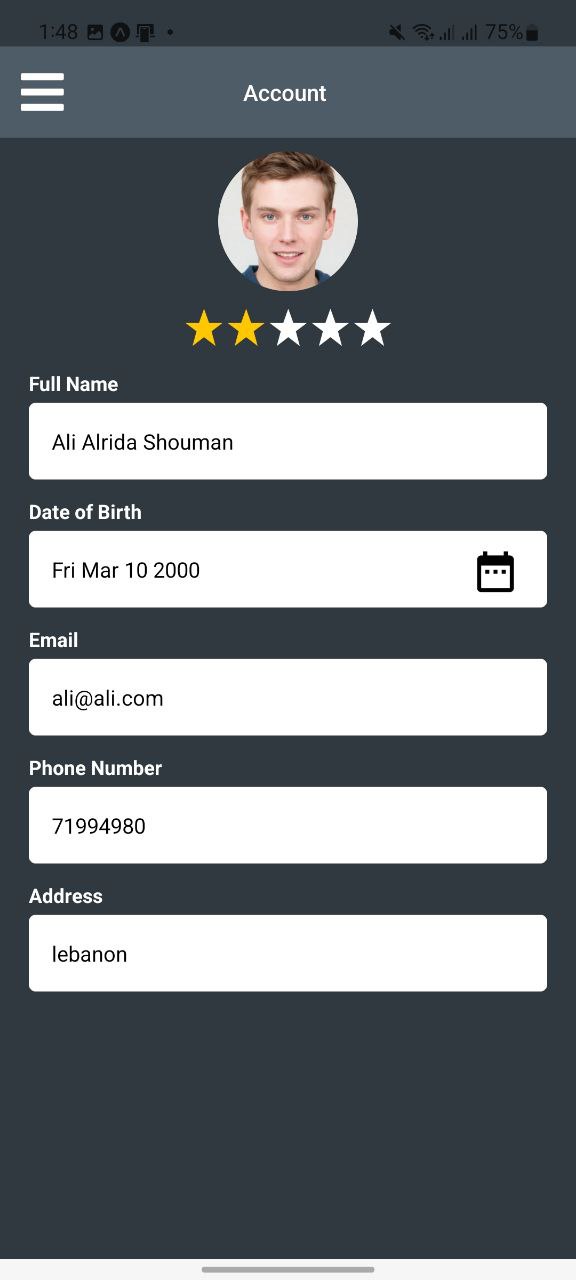 1:48
75%
Account
Full Name
Ali Alrida Shouman
Date of Birth
Fri Mar 10 2000
Email
ali@ali.com
Phone Number
71994980
Address
lebanon